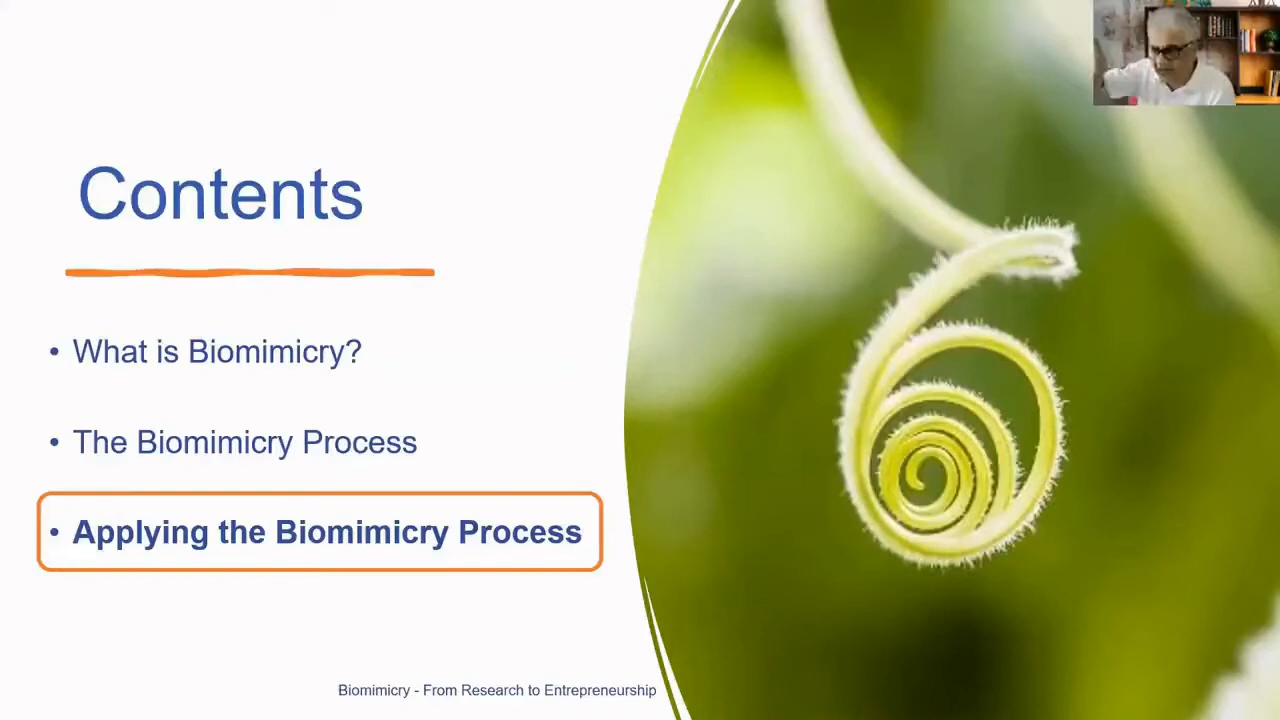 Contents
• What is Biomimicry?
• The Biomimicry Process
• Applying the Biomimicry Process
Biomimicry - From Research to Entrepreneurship